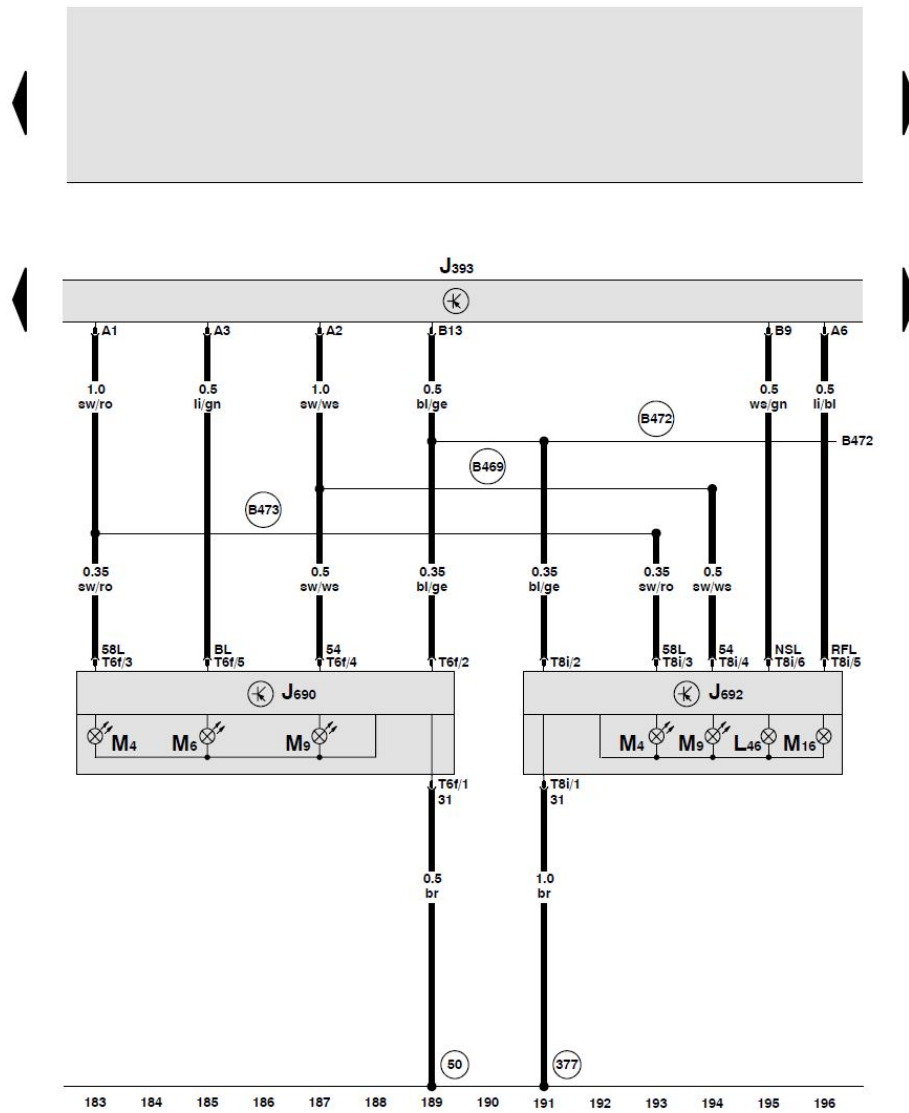 J393
A1 A3 A2 B13 B9 A6
1.0 0.5 1.0 0.5 0.5 0.5
sw/ro li/gn sw/ws bl/ge ws/gn li/bl
B472
B472
B469
B473
0.35 0.5 0.35 0.35 0.35 0.5
sw/ro sw/ws bl/ge bl/ge sw/ro sw/ws
58L BL 54 58L 54 NSL RFL
T6f/3 T6f/5 T6f/4 T6f/2 T8i/2 T8i/3 T8i/4 T8i/6 T8i/5
J690 J692
M4 M6 M9 M4 M9 L46 M16
T6f/1 T8i/1
31 31
0.5 1.0
br br
50 377
183 184 185 186 187 188 189 190 191 192 193 194 195 196